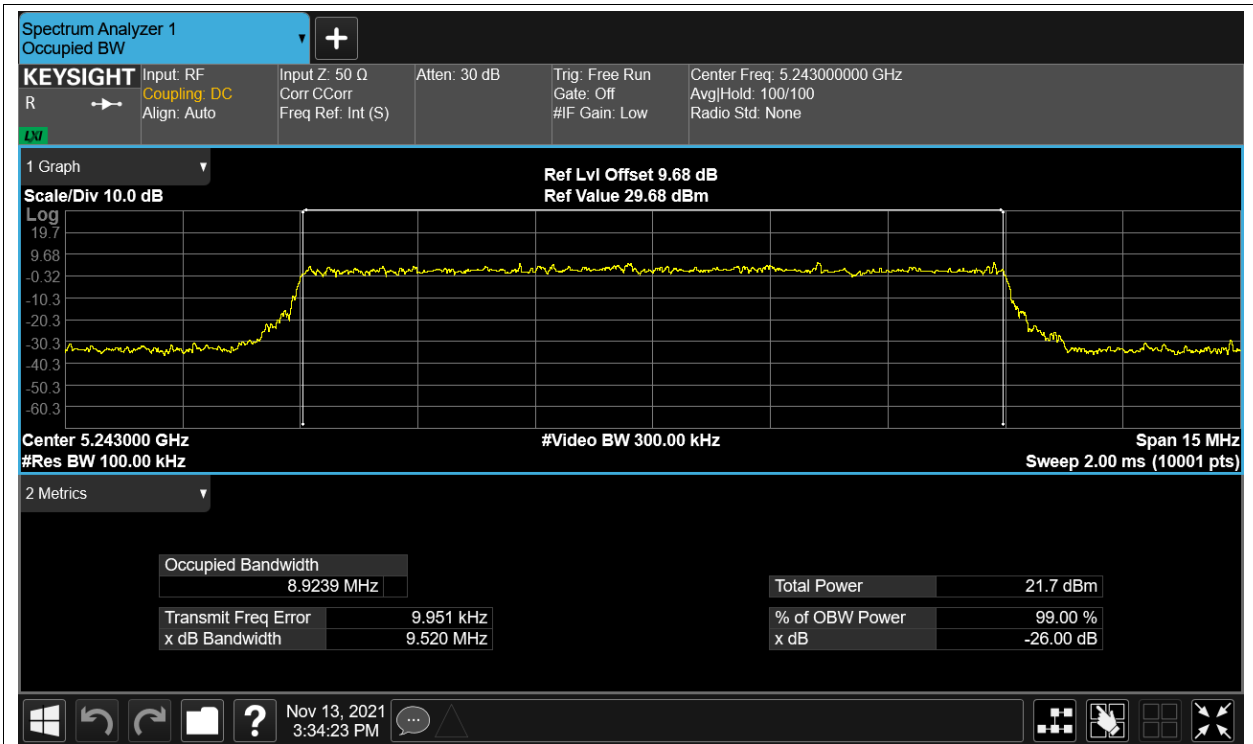 Spectrum Analyzer 1
Occupied BW
KEYSIGHT
R
LXI
Input: RF
Coupling: DC
Align: Auto
Input Z: 50 Ω
Corr CCorr
Freq Ref: Int (S)
Atten: 30 dB
Trig: Free Run
Gate: Off
#IF Gain: Low
Center Freq: 5.243000000 GHz
Avg|Hold: 100/100
Radio Std: None
1 Graph
Scale/Div 10.0 dB
Ref Lvl Offset 9.68 dB
Ref Value 29.68 dBm
Log
19.7
9.68
-0.32
-10.3
-20.3
-30.3
-40.3
-50.3
-60.3
Center 5.243000 GHz
#Video BW 300.00 kHz
Span 15 MHz
#Res BW 100.00 kHz
Sweep 2.00 ms (10001 pts)
2 Metrics
Occupied Bandwidth
8.9239 MHz
Total Power 21.7 dBm
Transmit Freq Error 9.951 kHz
% of OBW Power 99.00 %
x dB Bandwidth 9.520 MHz
x dB -26.00 dB
?
Nov 13, 2021
3:34:23 PM